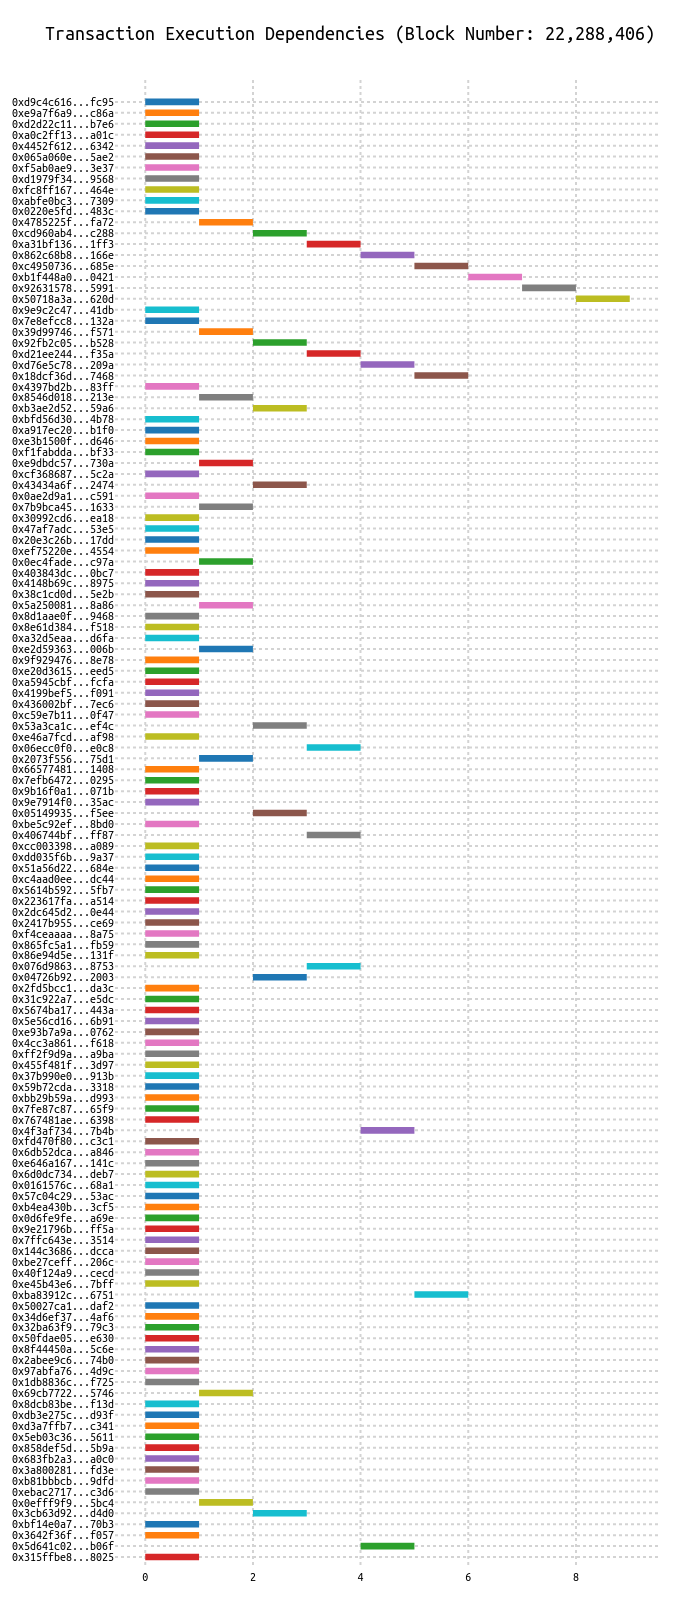 Transaction Execution Dependencies (Block Number: 22,288,406)
0xd9c4c616...fc95
0xe9a7f6a9...c86a
0xd2d22c11...b7e6
0xa0c2ff13...a01c
0x4452f612...6342
0x065a060e...5ae2
0xf5ab0ae9...3e37
0xd1979f34...9568
0xfc8ff167...464e
0xabfe0bc3...7309
0x0220e5fd...483c
0x4785225f...fa72
0xcd960ab4...c288
0xa31bf136...1ff3
0x862c68b8...166e
0xc4950736...685e
0xb1f448a0...0421
0x92631578...5991
0x50718a3a...620d
0x9e9c2c47...41db
0x7e8efcc8...132a
0x39d99746...f571
0x92fb2c05...b528
0xd21ee244...f35a
0xd76e5c78...209a
0x18dcf36d...7468
0x4397bd2b...83ff
0x8546d018...213e
0xb3ae2d52...59a6
0xbfd56d30...4b78
0xa917ec20...b1f0
0xe3b1500f...d646
0xf1fabdda...bf33
0xe9dbdc57...730a
0xcf368687...5c2a
0x43434a6f...2474
0x0ae2d9a1...c591
0x7b9bca45...1633
0x30992cd6...ea18
0x47af7adc...53e5
0x20e3c26b...17dd
0xef75220e...4554
0x0ec4fade...c97a
0x403843dc...0bc7
0x4148b69c...8975
0x38c1cd0d...5e2b
0x5a250081...8a86
0x8d1aae0f...9468
0x8e61d384...f518
0xa32d5eaa...d6fa
0xe2d59363...006b
0x9f929476...8e78
0xe20d3615...eed5
0xa5945cbf...fcfa
0x4199bef5...f091
0x436002bf...7ec6
0xc59e7b11...0f47
0x53a3ca1c...ef4c
0xe46a7fcd...af98
0x06ecc0f0...e0c8
0x2073f556...75d1
0x66577481...1408
0x7efb6472...0295
0x9b16f0a1...071b
0x9e7914f0...35ac
0x05149935...f5ee
0xbe5c92ef...8bd0
0x406744bf...ff87
0xcc003398...a089
0xdd035f6b...9a37
0x51a56d22...684e
0xc4aad0ee...dc44
0x5614b592...5fb7
0x223617fa...a514
0x2dc645d2...0e44
0x2417b955...ce69
0xf4ceaaaa...8a75
0x865fc5a1...fb59
0x86e94d5e...131f
0x076d9863...8753
0x04726b92...2003
0x2fd5bcc1...da3c
0x31c922a7...e5dc
0x5674ba17...443a
0x5e56cd16...6b91
0xe93b7a9a...0762
0x4cc3a861...f618
0xff2f9d9a...a9ba
0x455f481f...3d97
0x37b990e0...913b
0x59b72cda...3318
0xbb29b59a...d993
0x7fe87c87...65f9
0x767481ae...6398
0x4f3af734...7b4b
0xfd470f80...c3c1
0x6db52dca...a846
0xe646a167...141c
0x6d0dc734...deb7
0x0161576c...68a1
0x57c04c29...53ac
0xb4ea430b...3cf5
0x0d6fe9fe...a69e
0x9e21796b...ff5a
0x7ffc643e...3514
0x144c3686...dcca
0xbe27ceff...206c
0x40f124a9...cecd
0xe45b43e6...7bff
0xba83912c...6751
0x50027ca1...daf2
0x34d6ef37...4af6
0x32ba63f9...79c3
0x50fdae05...e630
0x8f44450a...5c6e
0x2abee9c6...74b0
0x97abfa76...4d9c
0x1db8836c...f725
0x69cb7722...5746
0x8dcb83be...f13d
0xdb3e275c...d93f
0xd3a7ffb7...c341
0x5eb03c36...5611
0x858def5d...5b9a
0x683fb2a3...a0c0
0x3a800281...fd3e
0xb81bbbcb...9dfd
0xebac2717...c3d6
0x0efff9f9...5bc4
0x3cb63d92...d4d0
0xbf14e0a7...70b3
0x3642f36f...f057
0x5d641c02...b06f
0x315ffbe8...8025
0 2 4 6 8